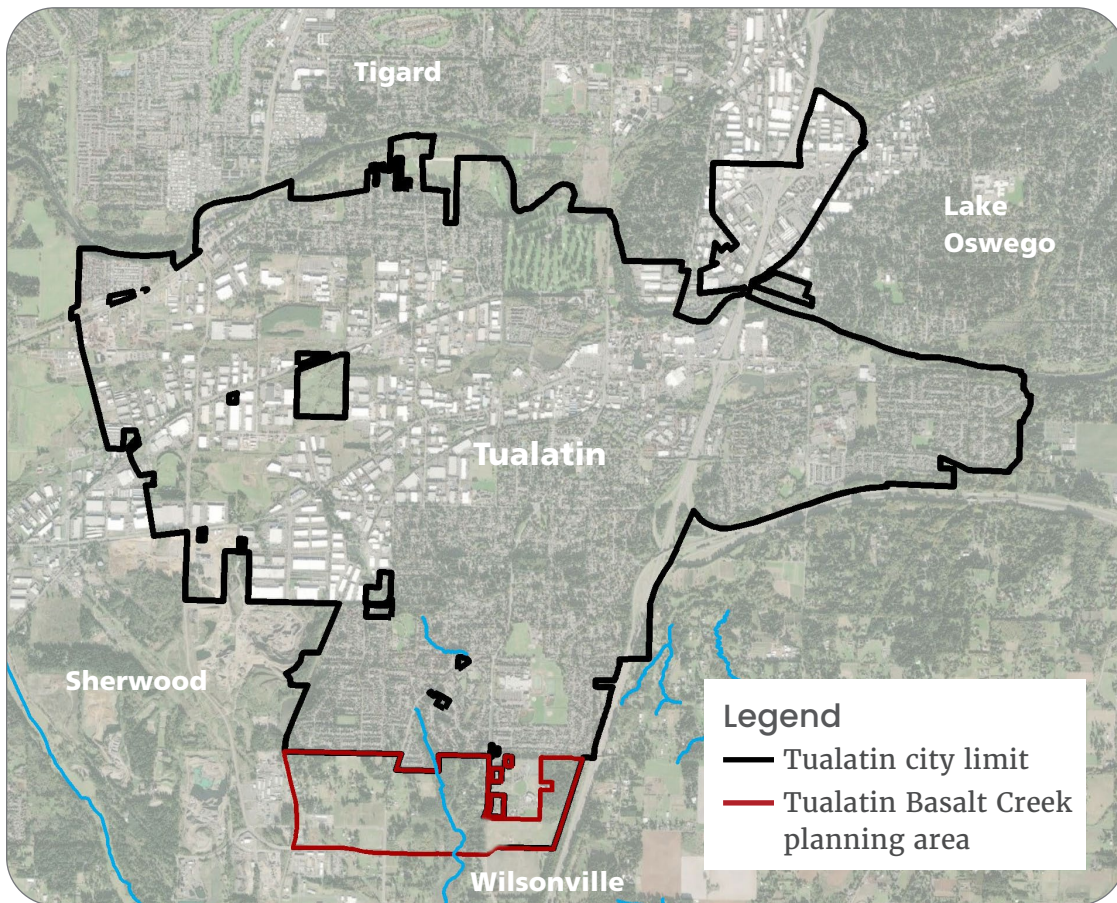 Tigard
Lake
Oswego
Tualatin
Sherwood
Legend
Tualatin city limit
Tualatin Basalt Creek
planning area
Wilsonville